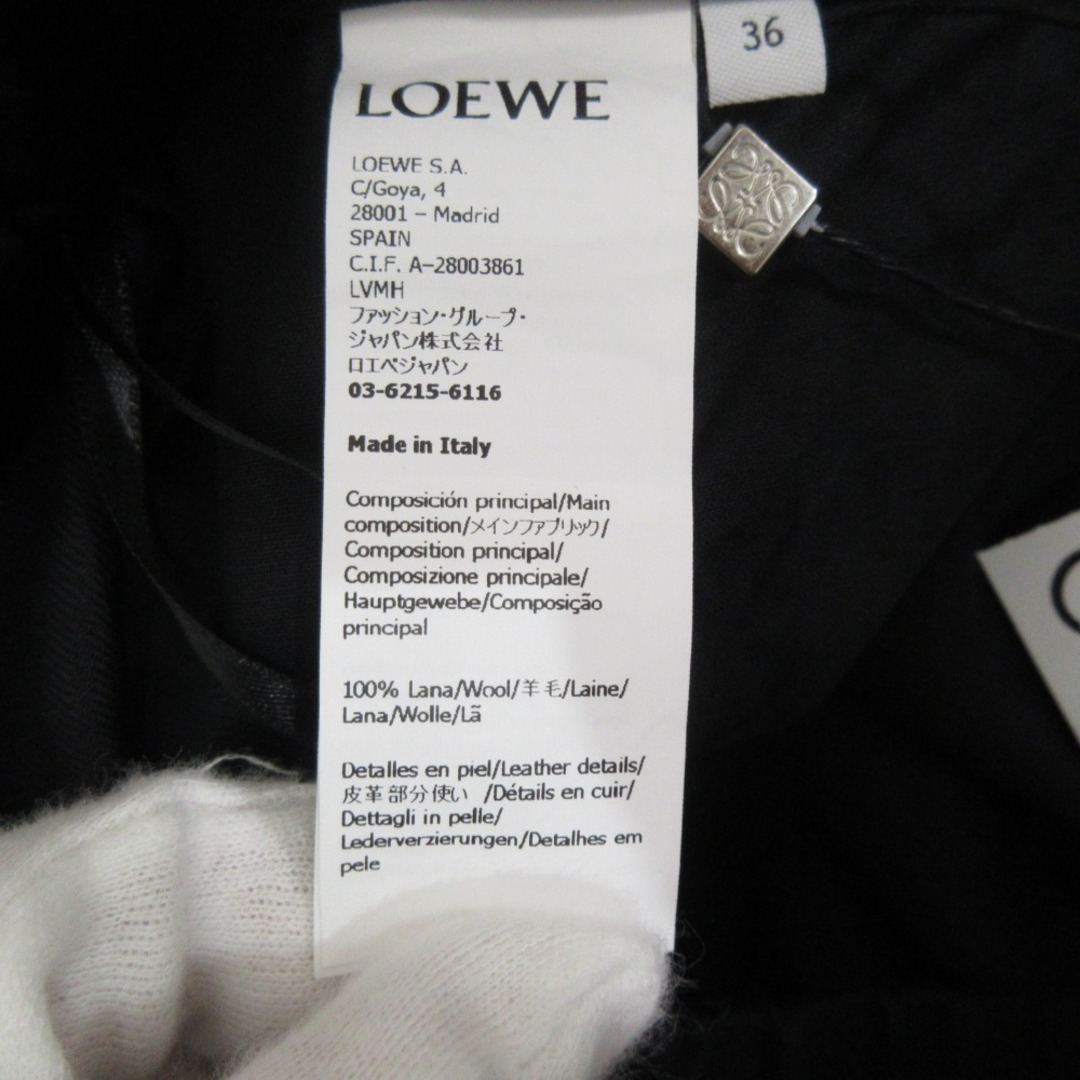 36
LOEWE
LOEWE S.A.
C/Goya, 4
28001 – Madrid
SPAIN
C.I.F. A-28003861
LVMH
ファッション・グループ・
ジャパン株式会社
ロエベジャパン
03-6215-6116
Made in Italy
Composición principal/Main
composition/メインファブリック/
Composition principal/
Composizione principale/
Hauptgewebe/Composição
principal
100% Lana/Wool/羊毛/Laine/
Lana/Wolle/Lã
Detalles en piel/Leather details/
皮革部分使い /Détails en cuir/
Dettagli in pelle/
Lederverzierungen/Detalhes em
pele